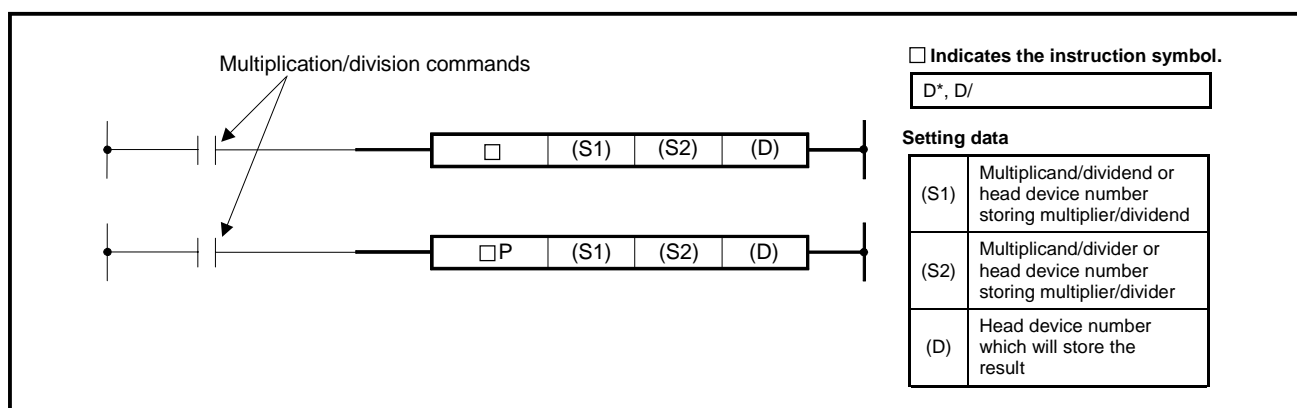 Multiplication/division commands
□ (S1) (S2) (D)
□P (S1) (S2) (D)
□ Indicates the instruction symbol.
D*, D/
Setting data
(S1) Multiplicand/dividend or
head device number
storing multiplier/dividend
(S2) Multiplicand/divider or
head device number
storing multiplier/divider
(D) Head device number
which will store the
result